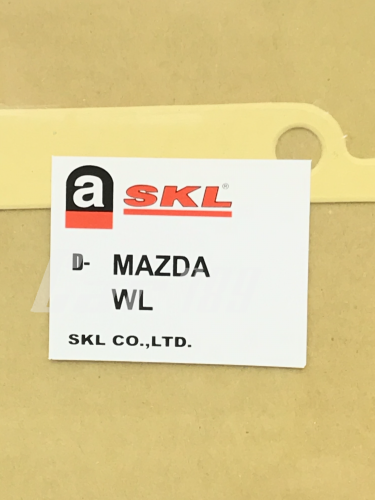 a SKL®
D- MAZDA
WL
SKL CO.,LTD.